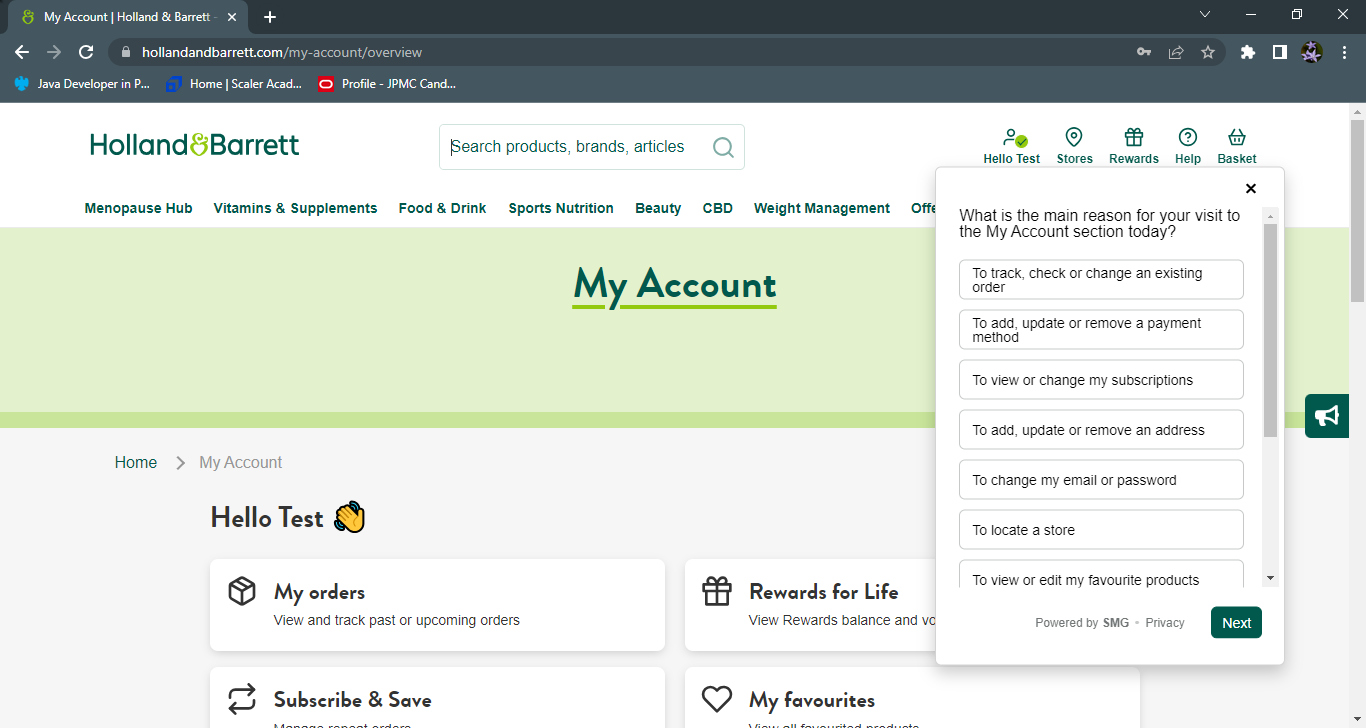 My Account | Holland & Barrett -
hollandandbarrett.com/my-account/overview
Java Developer in P... Home | Scaler Acad... Profile - JPMC Cand...
Holland&Barrett
Search products, brands, articles
Hello Test Stores Rewards Help Basket
Menopause Hub Vitamins & Supplements Food & Drink Sports Nutrition Beauty CBD Weight Management Offe
My Account
Home My Account
Hello Test
My orders
View and track past or upcoming orders
Rewards for Life
View Rewards balance and vo
Subscribe & Save
Manage repeat orders
My favourites
View all favourited products
What is the main reason for your visit to
the My Account section today?
To track, check or change an existing
order
To add, update or remove a payment
method
To view or change my subscriptions
To add, update or remove an address
To change my email or password
To locate a store
To view or edit my favourite products
Powered by SMG • Privacy
Next